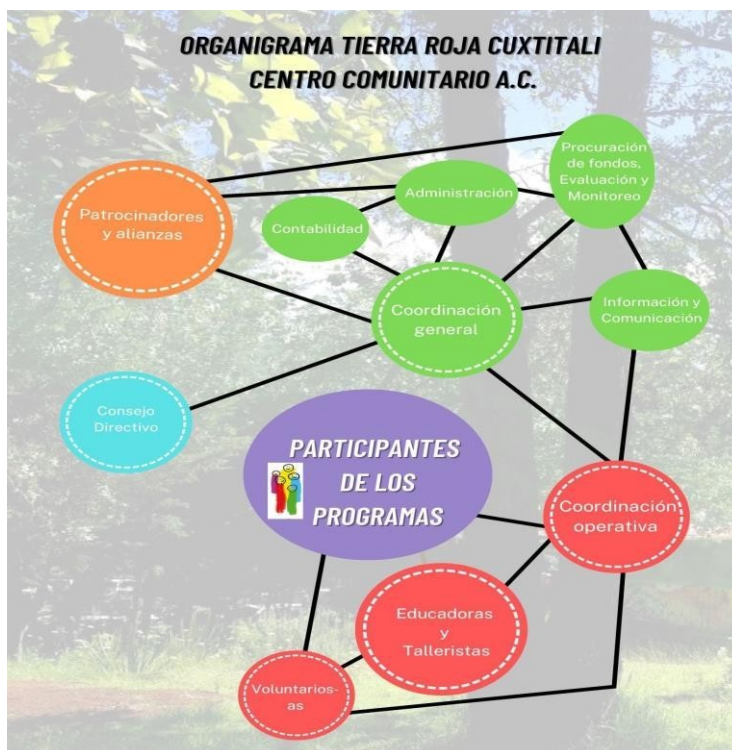 ORGANIGRAMA TIERRA ROJA CUXTITALI
CENTRO COMUNITARIO A.C.
Procuración
de fondos,
Evaluación y
Monitoreo
Administración
Patrocinadores
y alianzas
Contabilidad
Coordinación
general
Información y
Comunicación
Consejo
Directivo
PARTICIPANTES
DE LOS
PROGRAMAS
Coordinación
operativa
Educadoras
y
Talleristas
Voluntarios-
as